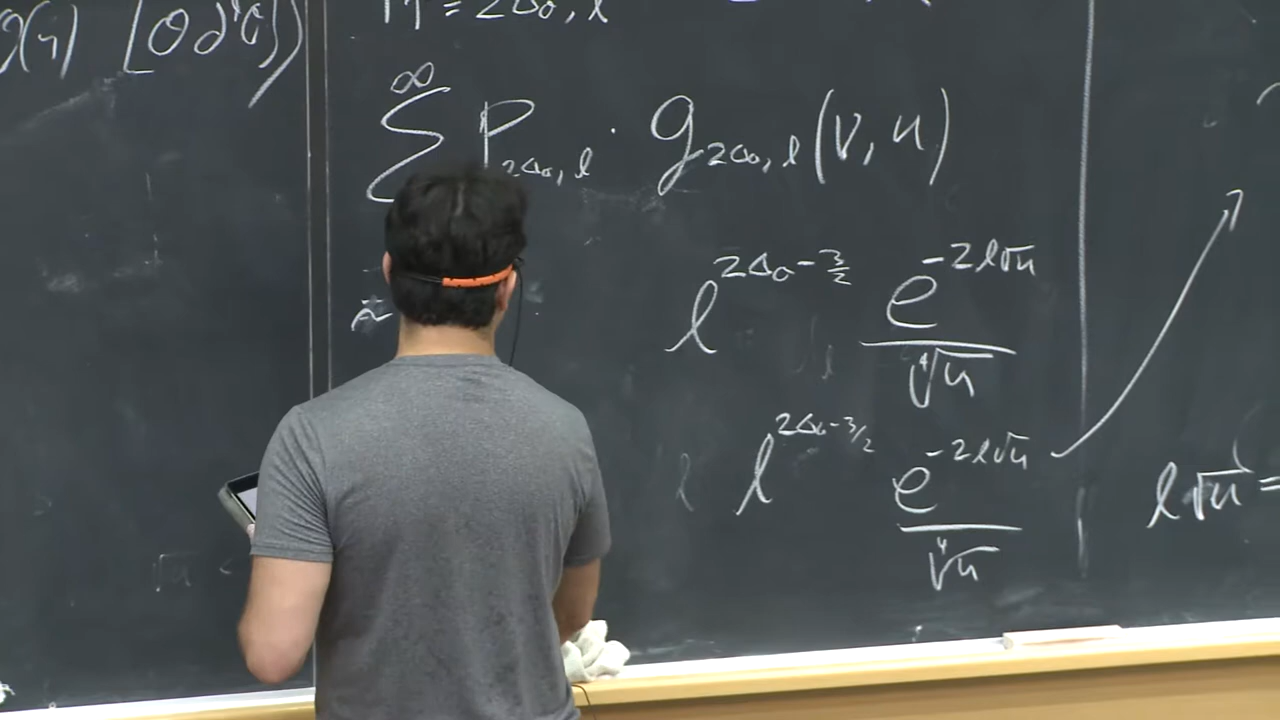 = 2Δ₀, ℓ
∑^∞ P_{2Δ₀, ℓ} · g_{2Δ₀, ℓ}(v, u)
ℓ^{2Δ₀ - 3/2} e^{-2ℓ√u} / ∜u
ℓ ℓ^{2Δ₀ - 3/2} e^{-2ℓ√u} / ∜u
ℓ√u =